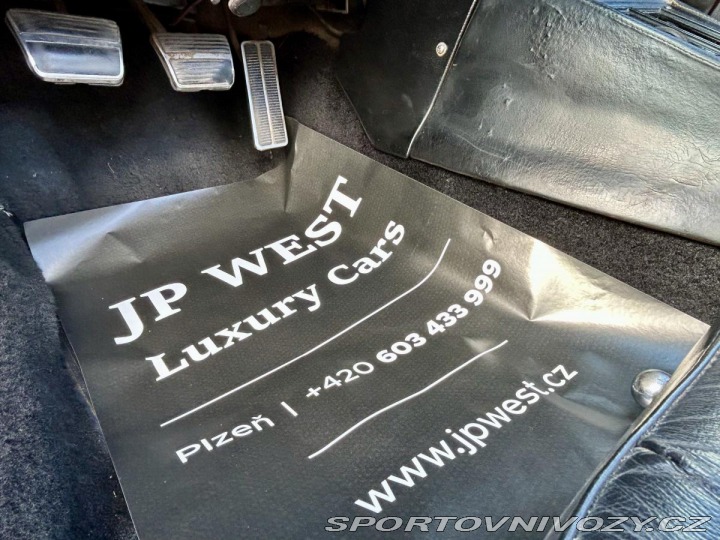 JP WEST
Luxury Cars
Plzeň | +420 603 433 999
www.jpwest.cz
SPORTOVNIVOZY.CZ